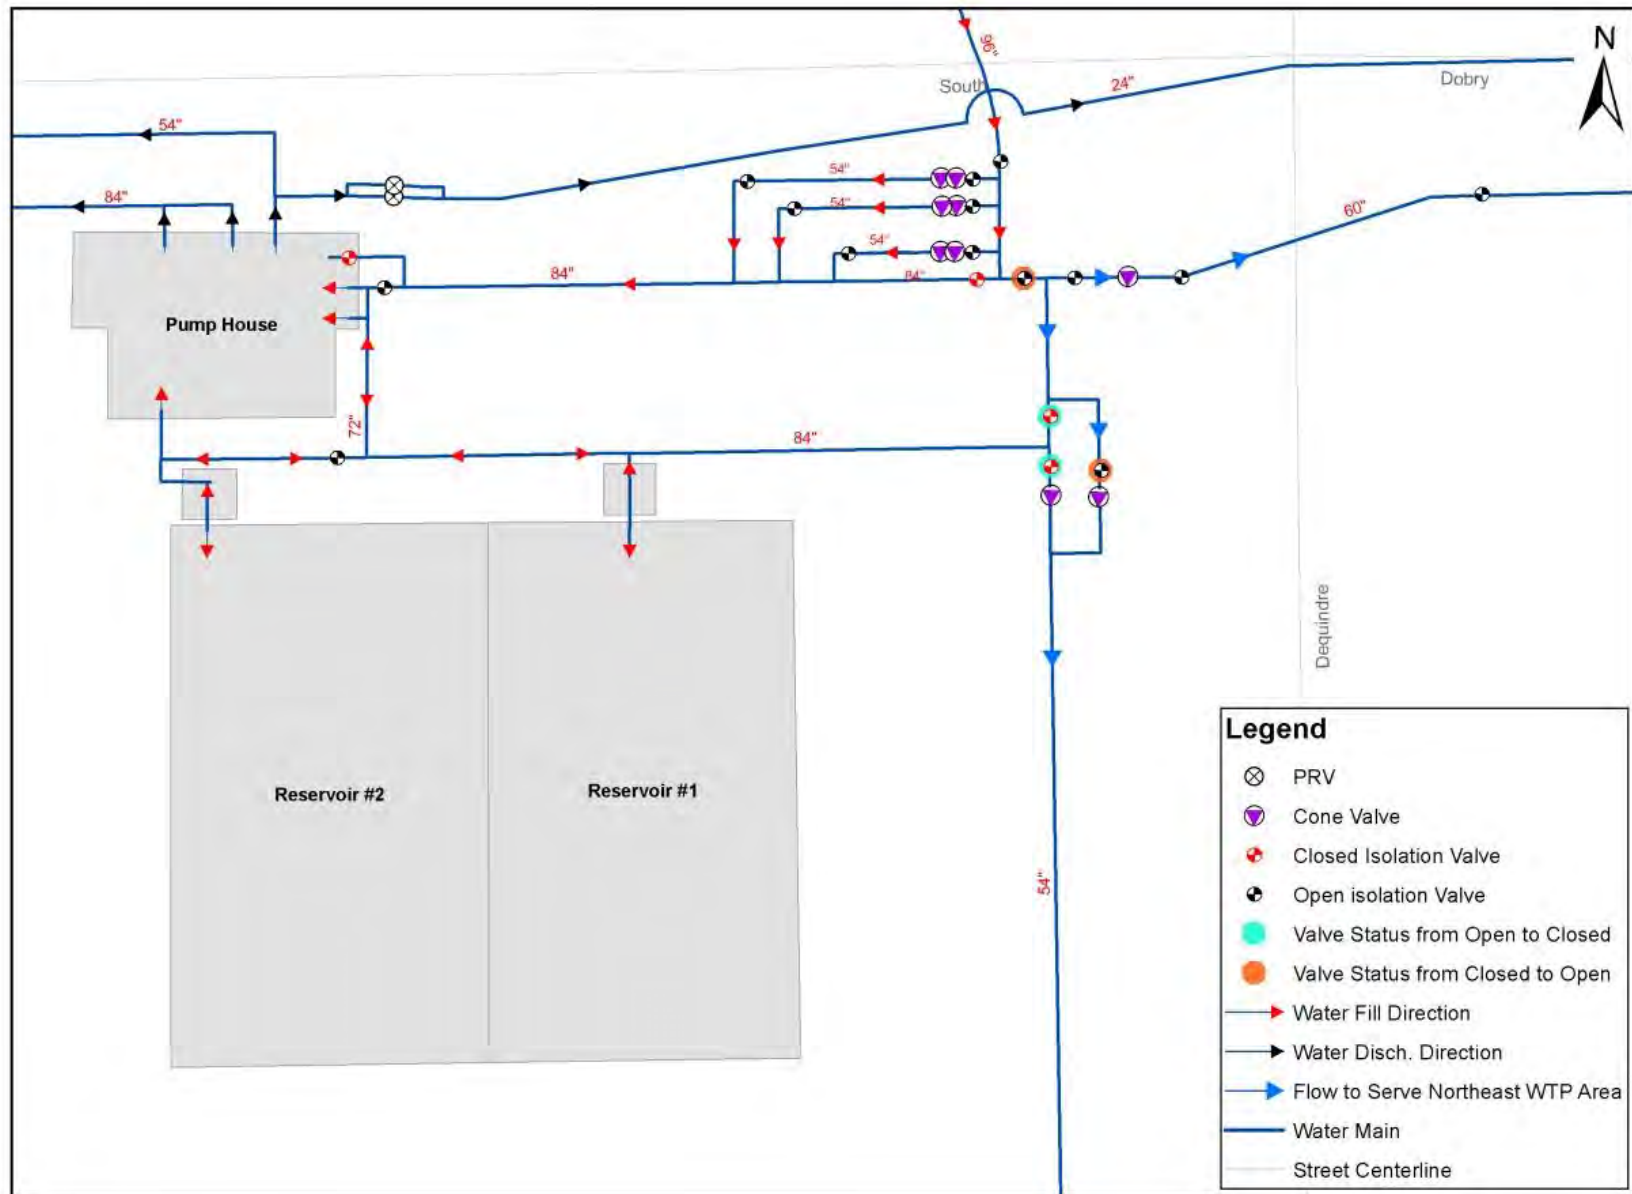 N
96"
South
24"
Dobry
54"
84"
54"
54"
54"
60"
84"
84"
Pump House
72"
84"
Dequindre
54"
Reservoir #2
Reservoir #1
Legend
PRV
Cone Valve
Closed Isolation Valve
Open isolation Valve
Valve Status from Open to Closed
Valve Status from Closed to Open
Water Fill Direction
Water Disch. Direction
Flow to Serve Northeast WTP Area
Water Main
Street Centerline